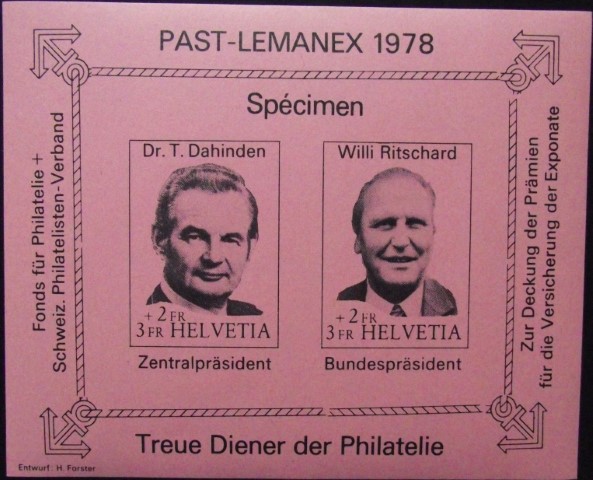 PAST-LEMANEX 1978
Spécimen
Fonds für Philatelie +
Schweiz. Philatelisten-Verband
Dr. T. Dahinden
+ 2 FR
3 FR HELVETIA
Zentralpräsident
Willi Ritschard
+ 2 FR
3 FR HELVETIA
Bundespräsident
Zur Deckung der Prämien
für die Versicherung der Exponate
Treue Diener der Philatelie
Entwurf: H. Forster